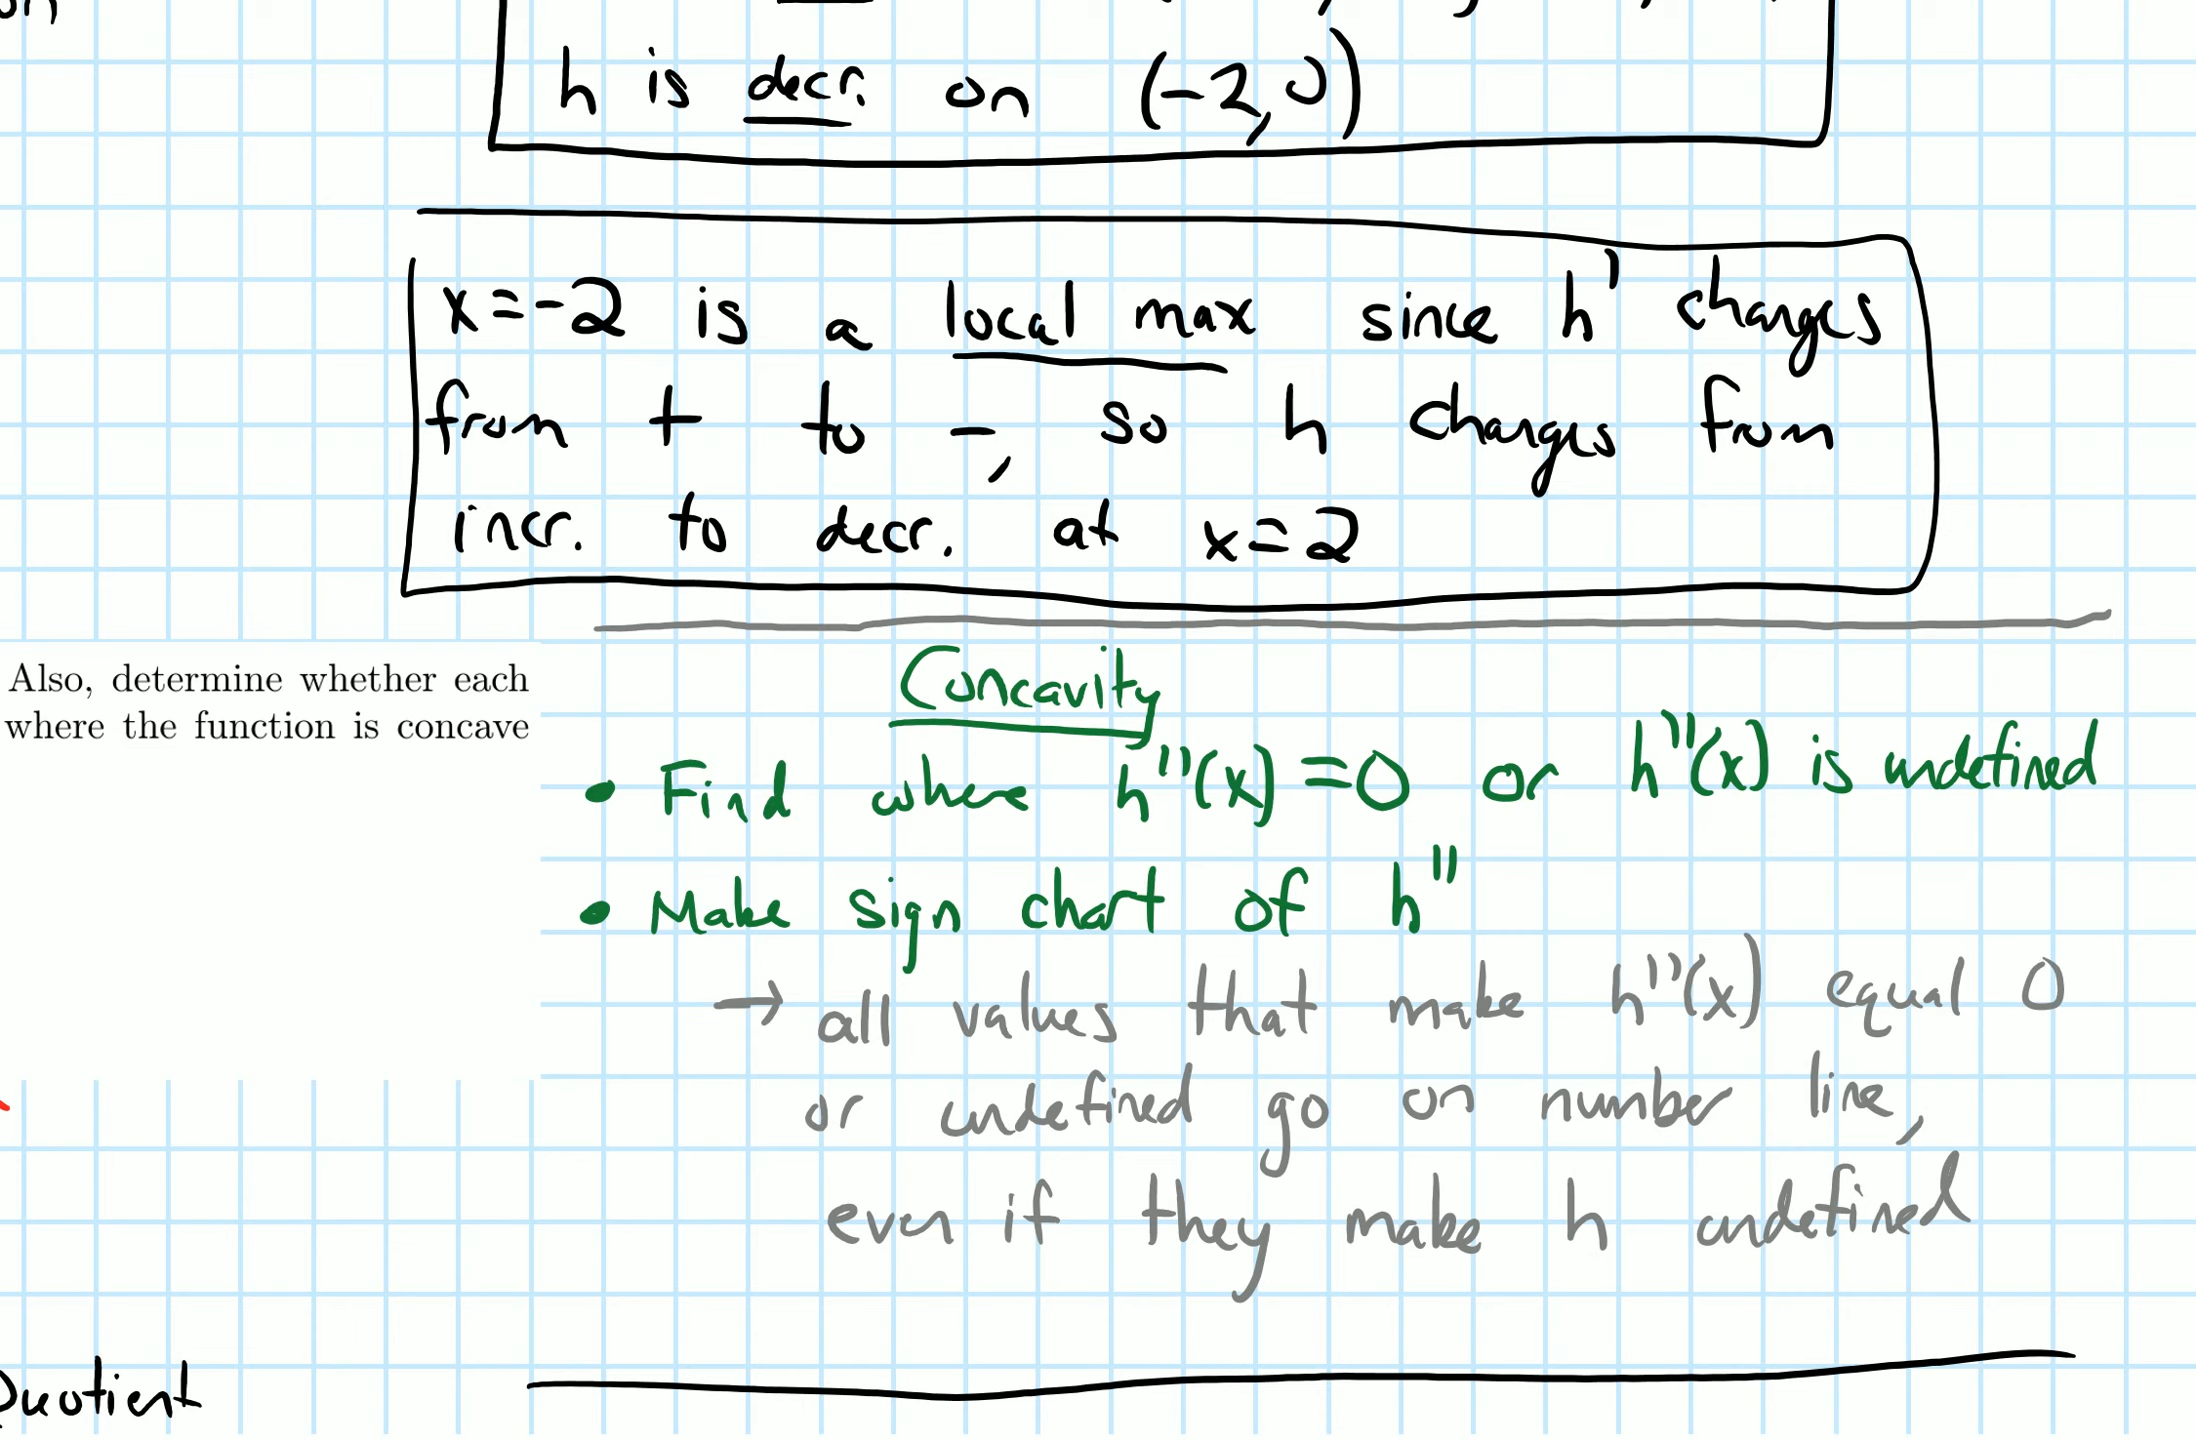 h is decr. on (-2,0)
x=-2 is a local max since h' changes
from + to -, so h changes from
incr. to decr. at x=2
Also, determine whether each
where the function is concave
Concavity
• Find where h''(x)=0 or h''(x) is undefined
• Make sign chart of h''
→ all values that make h''(x) equal 0
or undefined go on number line,
even if they make h undefined
Quotient